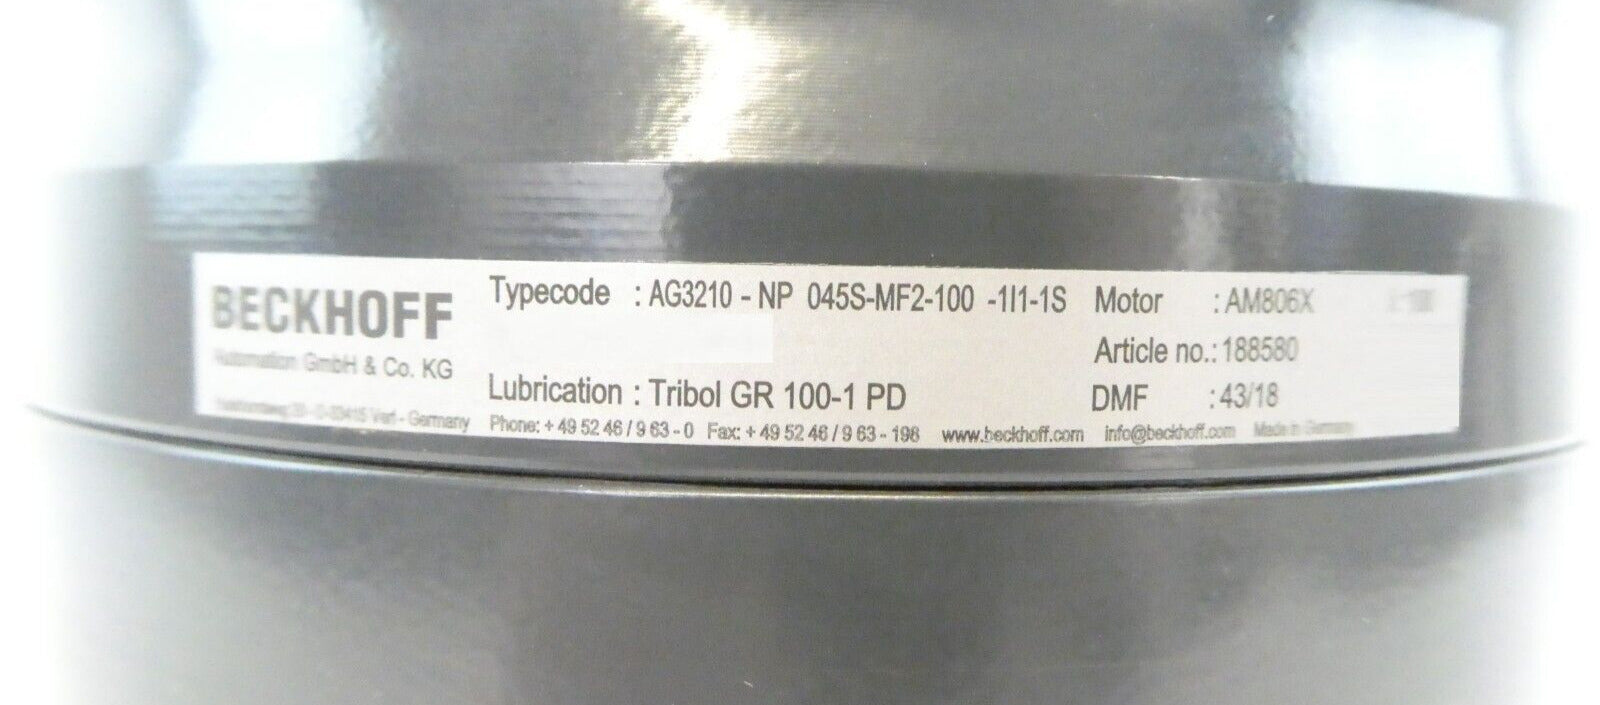 BECKHOFF
Automation GmbH & Co. KG
Typecode : AG3210 - NP 045S-MF2-100 -1I1-1S Motor : AM806X
Article no.: 188580
Lubrication : Tribol GR 100-1 PD DMF : 43/18
Verl - Germany Phone: + 49 52 46 / 9 63 - 0 Fax: + 49 52 46 / 9 63 - 198 www.beckhoff.com info@beckhoff.com Made in Germany